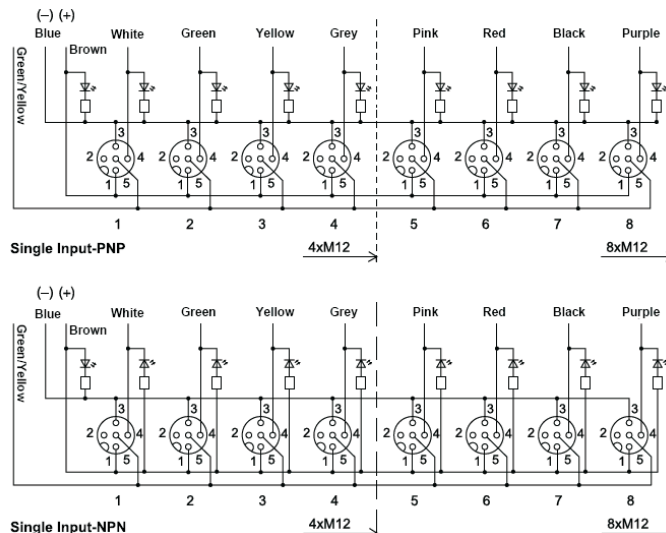 (–) (+)
Blue White Green Yellow Grey Pink Red Black Purple
Brown
Green/Yellow
3 3 3 3 3 3 3 3
2 4 2 4 2 4 2 4 2 4 2 4 2 4 2 4
1 5 1 5 1 5 1 5 1 5 1 5 1 5 1 5
1 2 3 4 5 6 7 8
Single Input-PNP 4xM12 8xM12
(–) (+)
Blue White Green Yellow Grey Pink Red Black Purple
Brown
Green/Yellow
3 3 3 3 3 3 3 3
2 4 2 4 2 4 2 4 2 4 2 4 2 4 2 4
1 5 1 5 1 5 1 5 1 5 1 5 1 5 1 5
1 2 3 4 5 6 7 8
Single Input-NPN 4xM12 8xM12